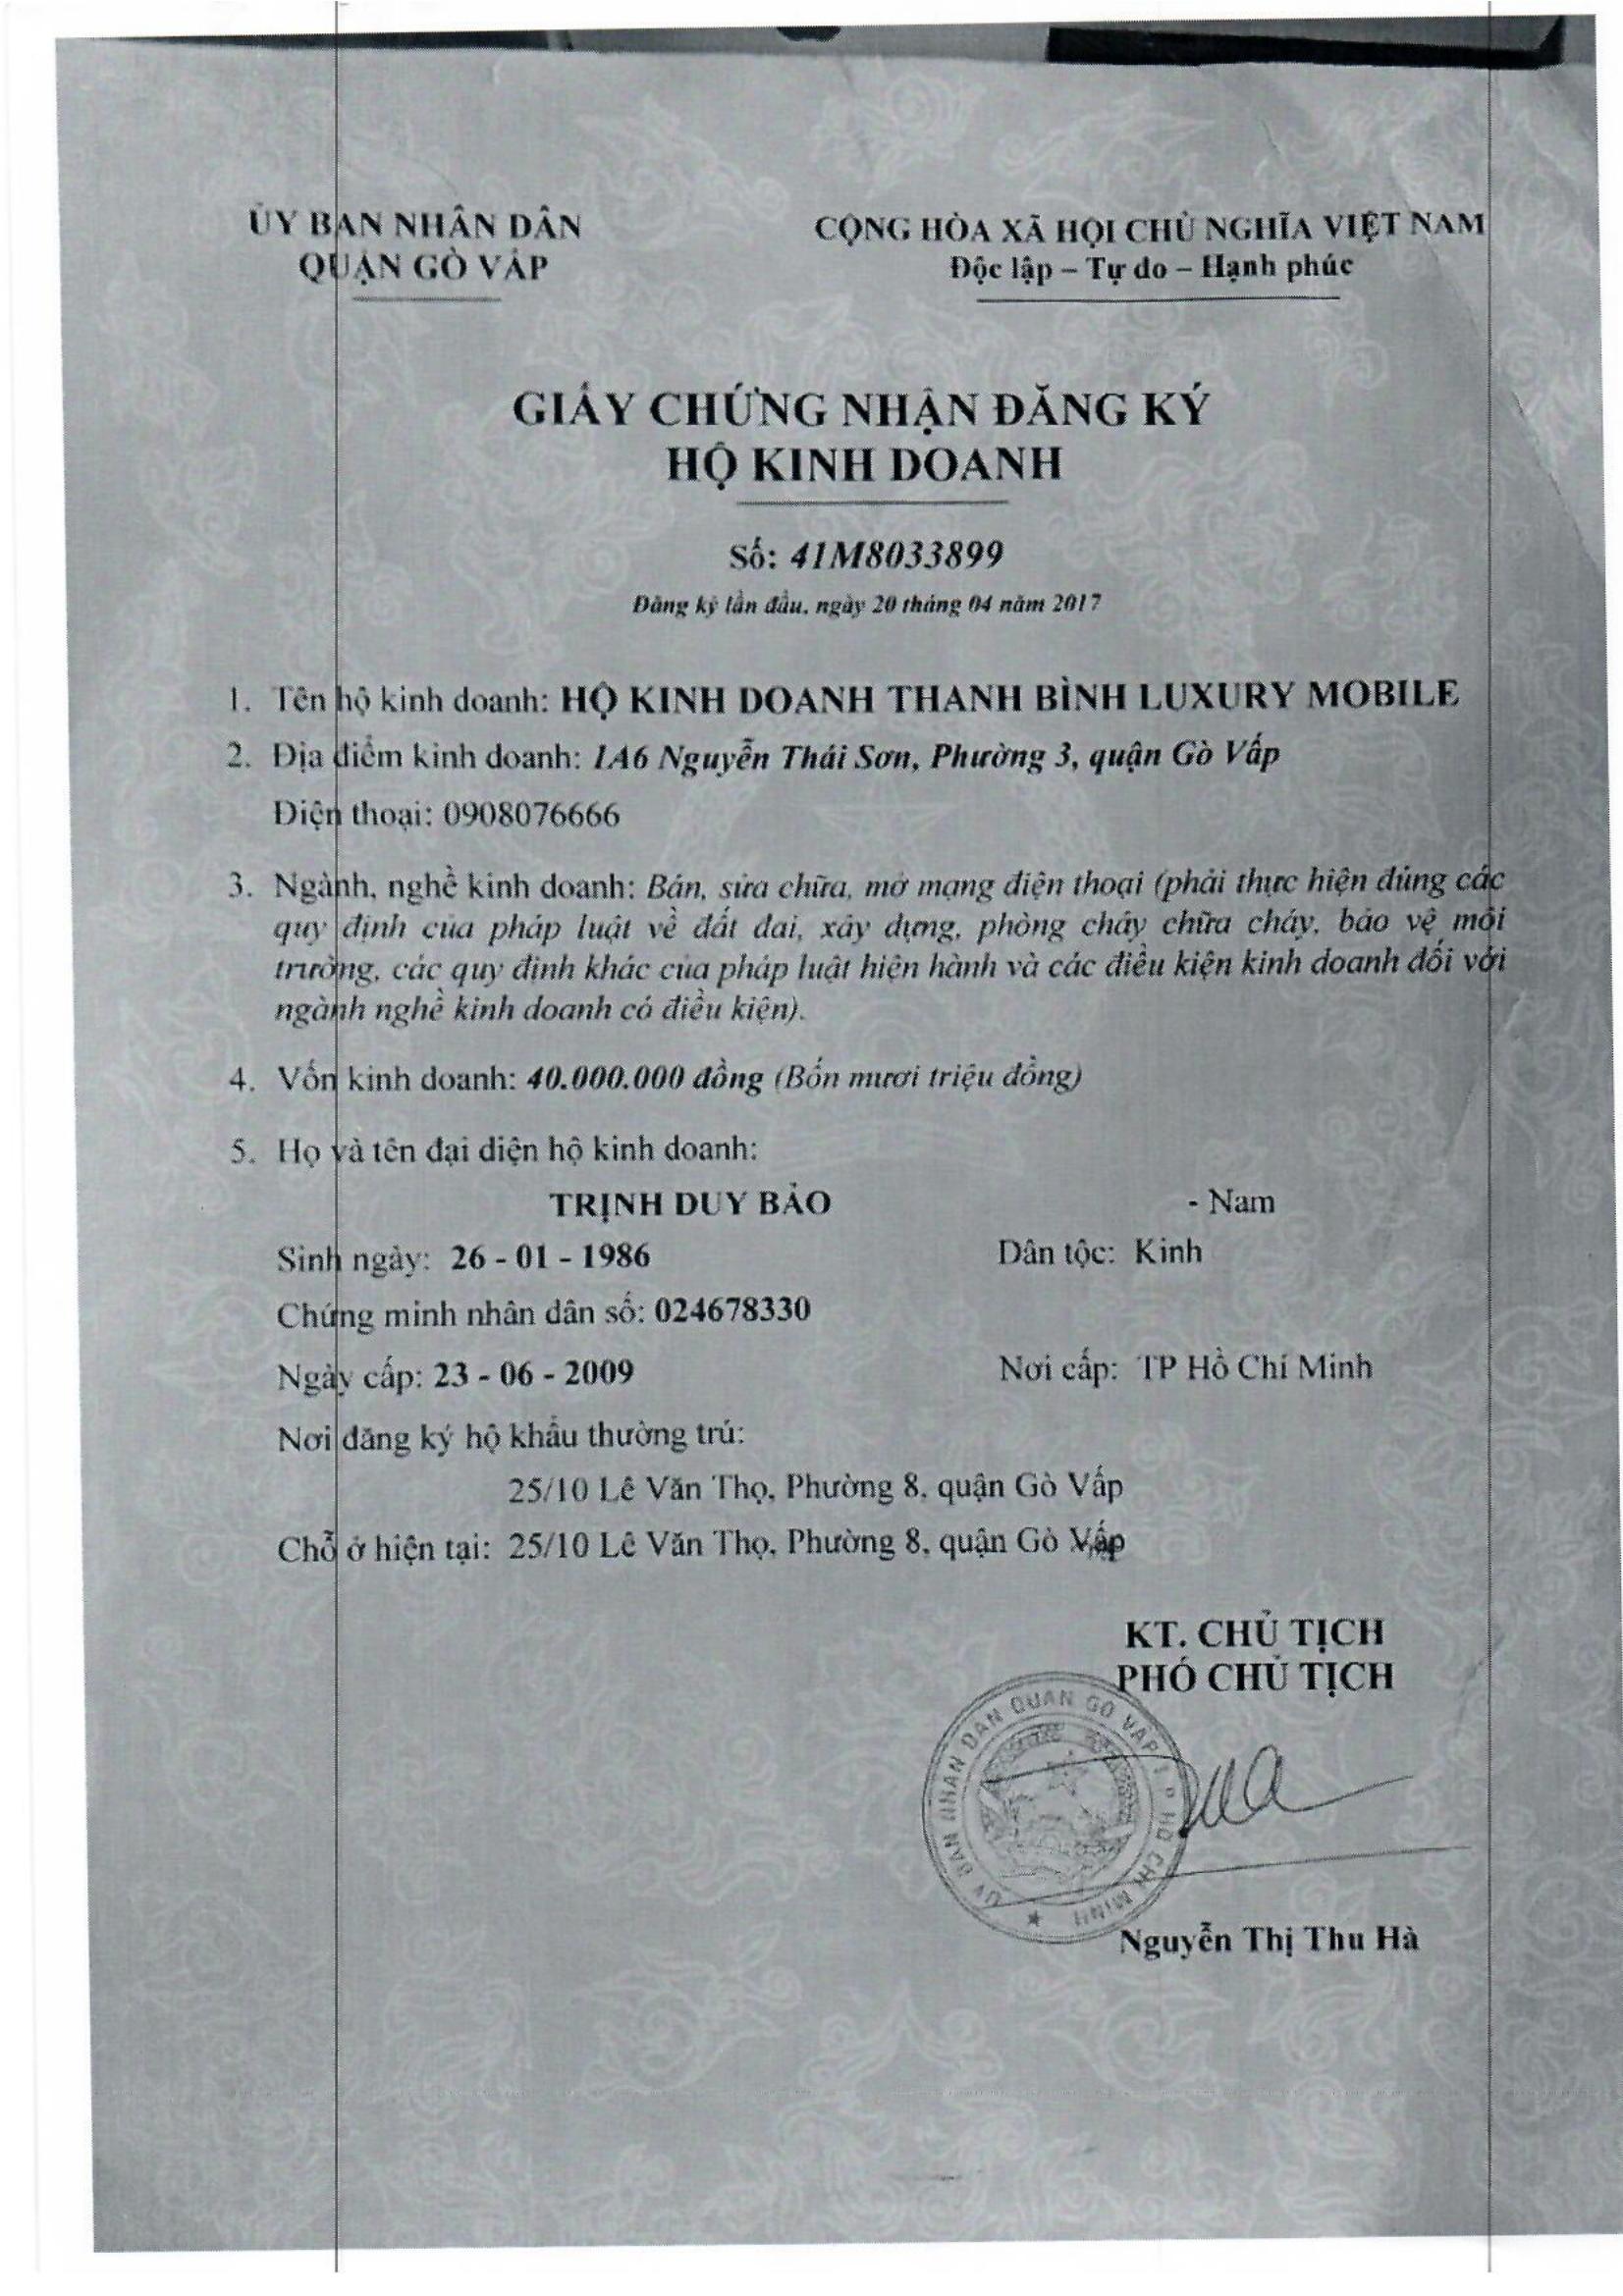 ỦY BAN NHÂN DÂN
QUẬN GÒ VẤP
CỘNG HÒA XÃ HỘI CHỦ NGHĨA VIỆT NAM
Độc lập – Tự do – Hạnh phúc
GIẤY CHỨNG NHẬN ĐĂNG KÝ
HỘ KINH DOANH
Số: 41M8033899
Đăng ký lần đầu, ngày 20 tháng 04 năm 2017
1. Tên hộ kinh doanh: HỘ KINH DOANH THANH BÌNH LUXURY MOBILE
2. Địa điểm kinh doanh: 1A6 Nguyễn Thái Sơn, Phường 3, quận Gò Vấp
Điện thoại: 0908076666
3. Ngành, nghề kinh doanh: Bán, sửa chữa, mở mạng điện thoại (phải thực hiện đúng các
quy định của pháp luật về đất đai, xây dựng, phòng cháy chữa cháy, bảo vệ môi
trường, các quy định khác của pháp luật hiện hành và các điều kiện kinh doanh đối với
ngành nghề kinh doanh có điều kiện).
4. Vốn kinh doanh: 40.000.000 đồng (Bốn mươi triệu đồng)
5. Họ và tên đại diện hộ kinh doanh:
TRỊNH DUY BẢO - Nam
Sinh ngày: 26 - 01 - 1986 Dân tộc: Kinh
Chứng minh nhân dân số: 024678330
Ngày cấp: 23 - 06 - 2009 Nơi cấp: TP Hồ Chí Minh
Nơi đăng ký hộ khẩu thường trú:
25/10 Lê Văn Thọ, Phường 8, quận Gò Vấp
Chỗ ở hiện tại: 25/10 Lê Văn Thọ, Phường 8, quận Gò Vấp
KT. CHỦ TỊCH
PHÓ CHỦ TỊCH
ỦY BAN NHÂN DÂN QUẬN GÒ VẤP T.P HỒ CHÍ MINH
Nguyễn Thị Thu Hà